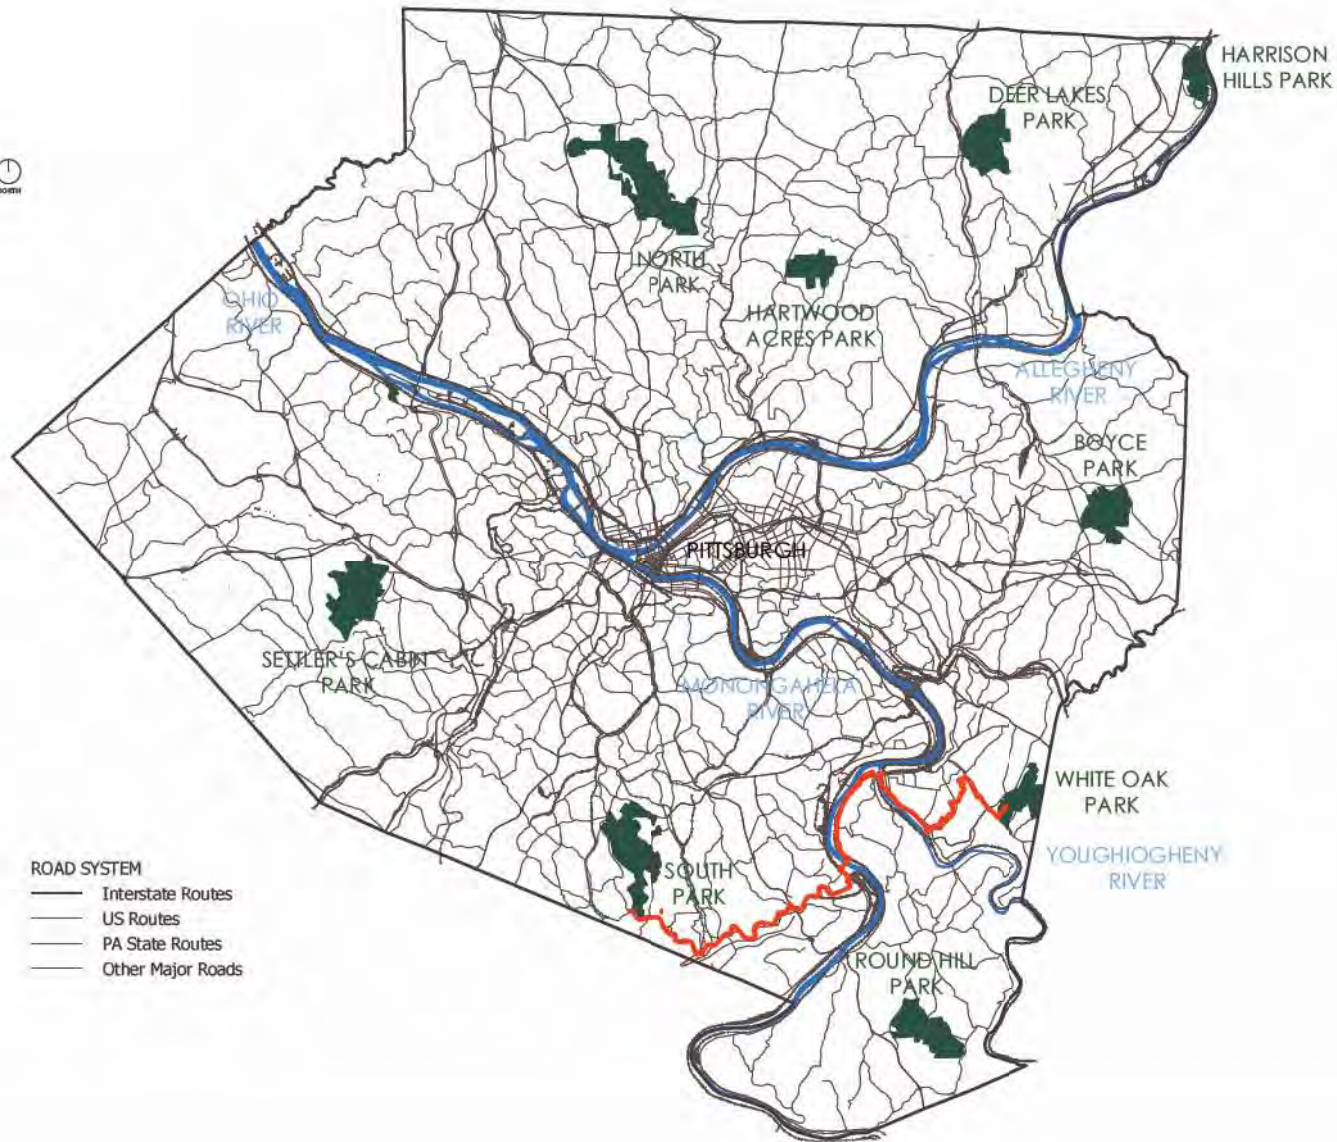 HARRISON
HILLS PARK
DEER LAKES
PARK
NORTH
NORTH
PARK
HARTWOOD
ACRES PARK
OHIO
RIVER
ALLEGHENY
RIVER
BOYCE
PARK
PITTSBURGH
SETTLER'S CABIN
PARK
MONONGAHELA
RIVER
WHITE OAK
PARK
YOUGHIOGHENY
RIVER
SOUTH
PARK
ROUND HILL
PARK
ROAD SYSTEM
Interstate Routes
US Routes
PA State Routes
Other Major Roads